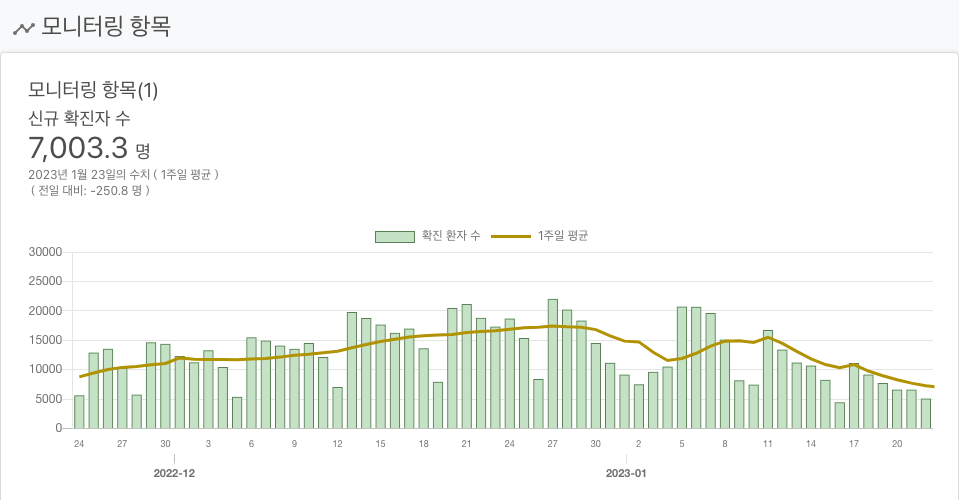 모니터링 항목
모니터링 항목(1)
신규 확진자 수
7,003.3 명
2023년 1월 23일의 수치 ( 1주일 평균 )
( 전일 대비: -250.8 명 )
확진 환자 수 1주일 평균
30000
25000
20000
15000
10000
5000
0
24 27 30 3 6 9 12 15 18 21 24 27 30 2 5 8 11 14 17 20
2022-12 2023-01